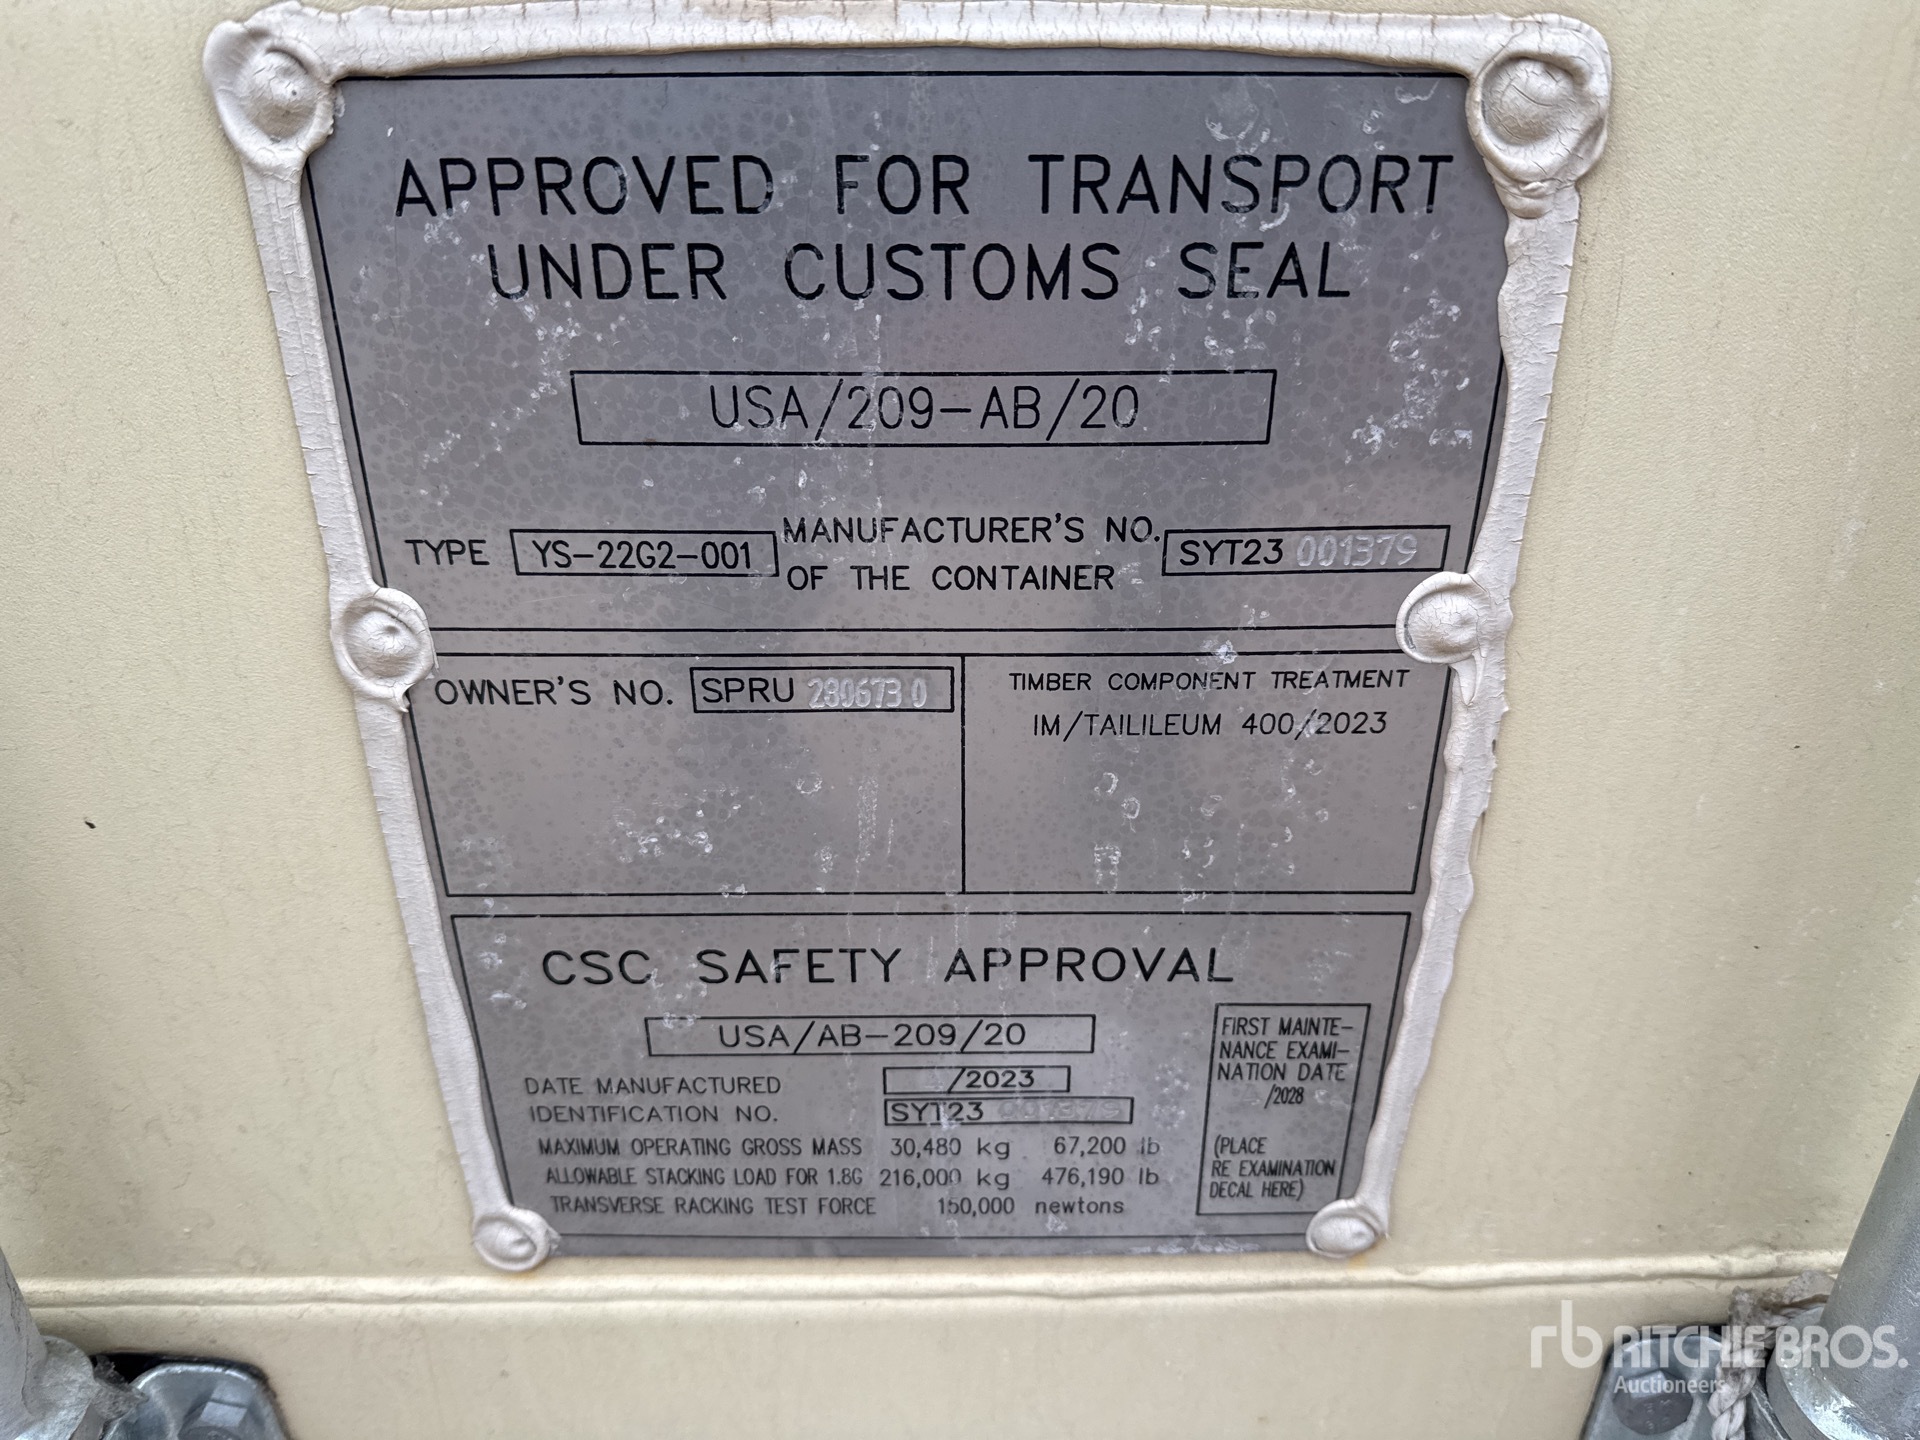 APPROVED FOR TRANSPORT
UNDER CUSTOMS SEAL
USA/209-AB/20
TYPE YS-22G2-001
MANUFACTURER'S NO.
OF THE CONTAINER
SYT23 001379
OWNER'S NO. SPRU 280673 0
TIMBER COMPONENT TREATMENT
IM/TAILILEUM 400/2023
CSC SAFETY APPROVAL
USA/AB-209/20
DATE MANUFACTURED /2023
IDENTIFICATION NO. SYT23 001379
MAXIMUM OPERATING GROSS MASS 30,480 kg 67,200 lb
ALLOWABLE STACKING LOAD FOR 1.8G 216,000 kg 476,190 lb
TRANSVERSE RACKING TEST FORCE 150,000 newtons
FIRST MAINTE-
NANCE EXAMI-
NATION DATE
/2028
(PLACE
RE EXAMINATION
DECAL HERE)
rb RITCHIE BROS.
Auctioneers